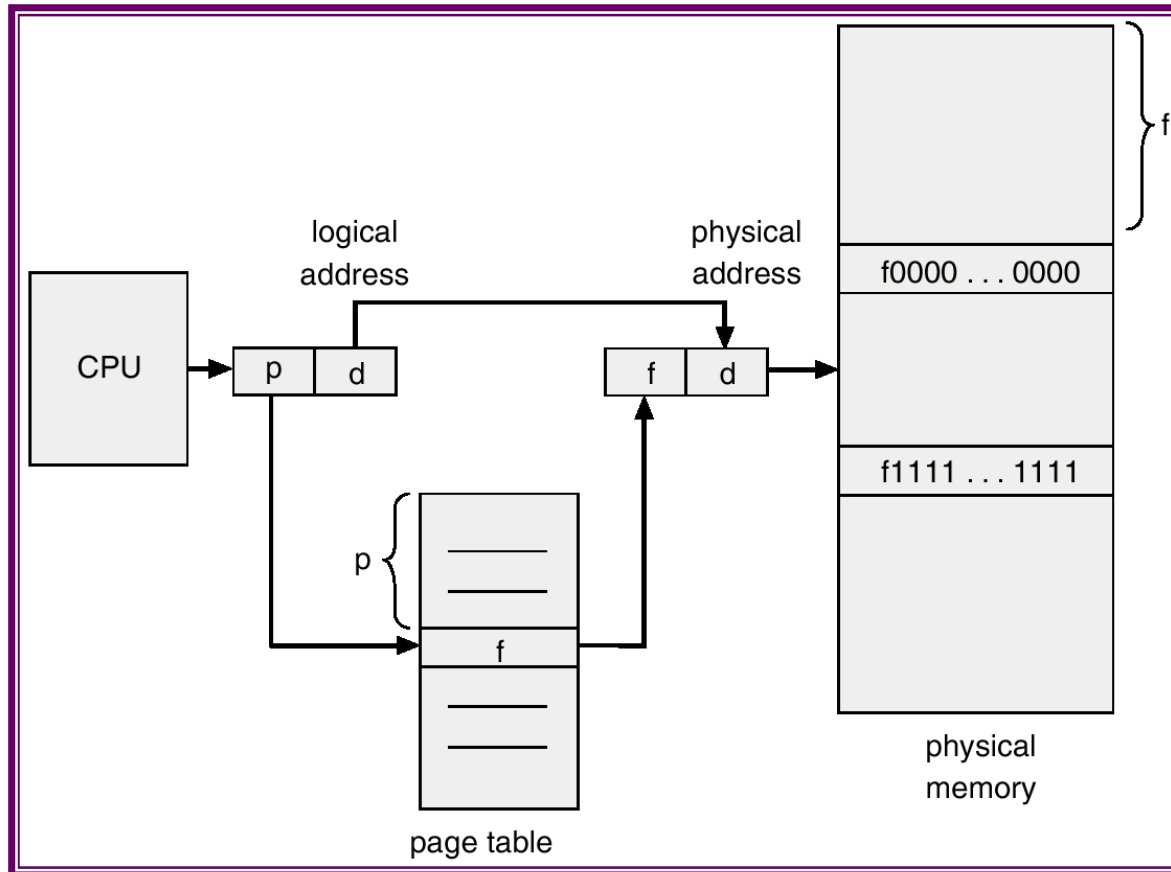 f
logical
address
physical
address
f0000 . . . 0000
CPU
p
d
f
d
f1111 . . . 1111
p
f
physical
memory
page table